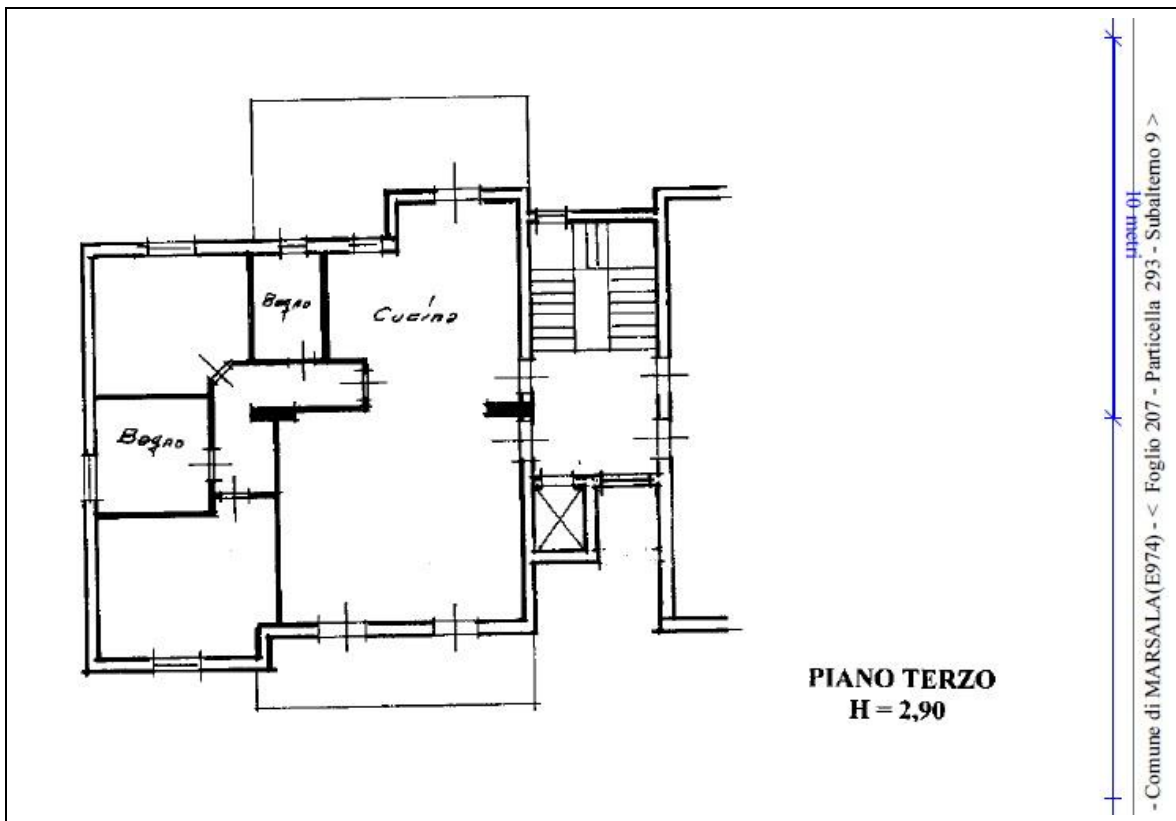 Bagno
Cucina
Bagno
PIANO TERZO
H = 2,90
10 metri
- Comune di MARSALA(E974) - < Foglio 207 - Particella 293 - Subalterno 9 >